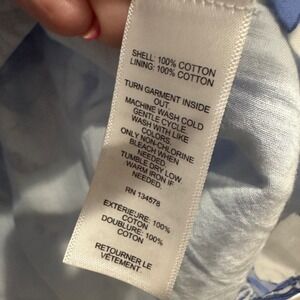 SHELL: 100% COTTON
LINING: 100% COTTON
TURN GARMENT INSIDE
OUT.
MACHINE WASH COLD
GENTLE CYCLE
WASH WITH LIKE
COLORS.
ONLY NON-CHLORINE
BLEACH WHEN
NEEDED.
TUMBLE DRY LOW
WARM IRON IF
NEEDED.
RN 134578
EXTÉRIEURE: 100%
COTON
DOUBLURE: 100%
COTON
RETOURNER LE
VÊTEMENT.